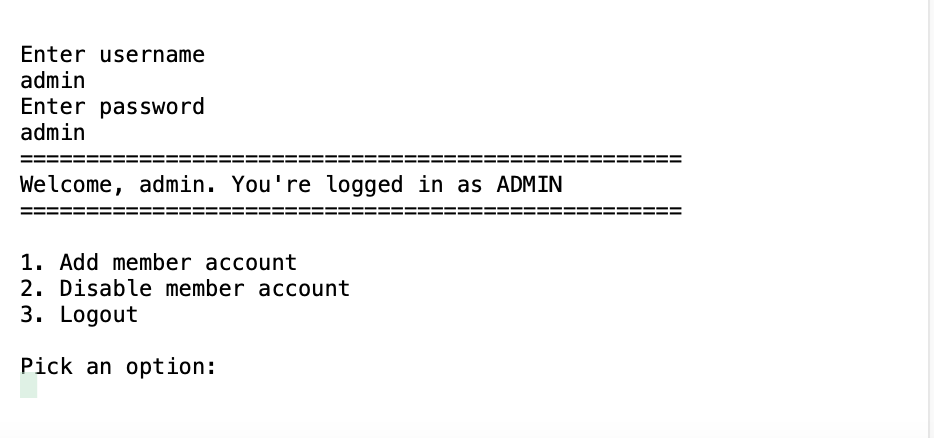 Enter username
admin
Enter password
admin
==================================================
Welcome, admin. You're logged in as ADMIN
==================================================
1. Add member account
2. Disable member account
3. Logout
Pick an option: